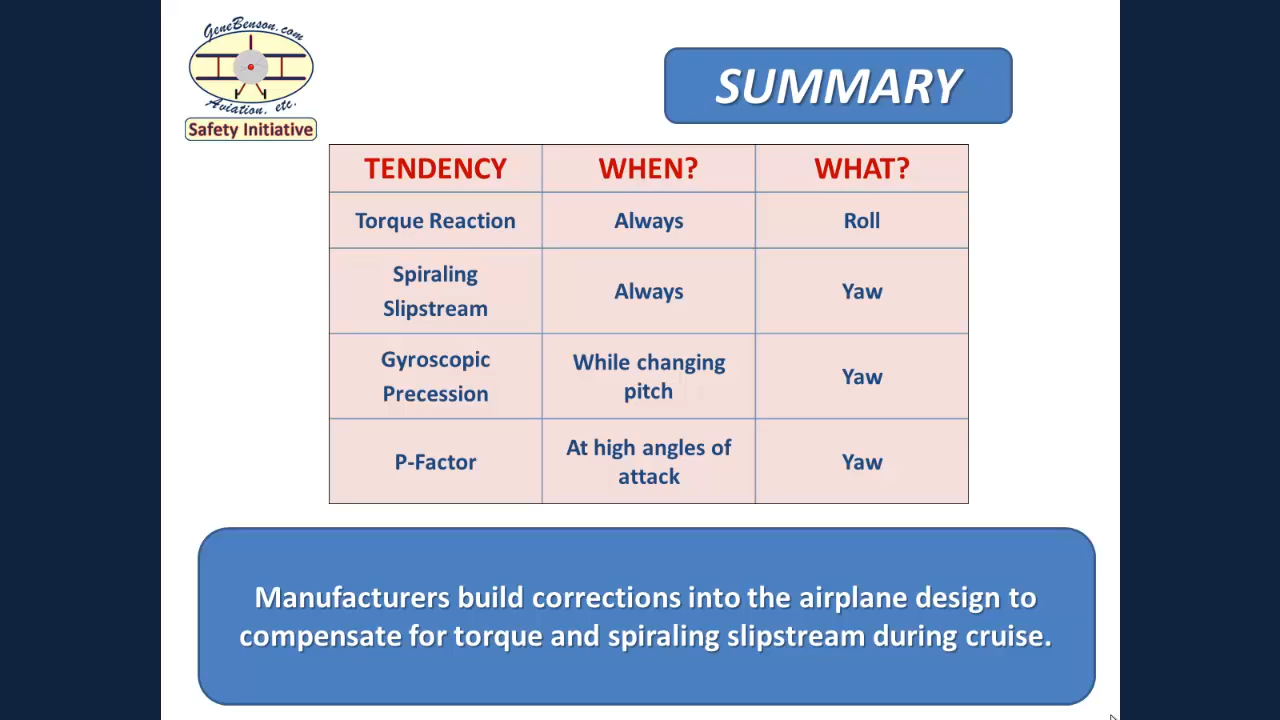 GeneBenson.com
Aviation, etc.
Safety Initiative
SUMMARY
TENDENCY WHEN? WHAT?
Torque Reaction Always Roll
Spiraling
Slipstream
Always Yaw
Gyroscopic
Precession
While changing
pitch
Yaw
P-Factor
At high angles of
attack
Yaw
Manufacturers build corrections into the airplane design to
compensate for torque and spiraling slipstream during cruise.